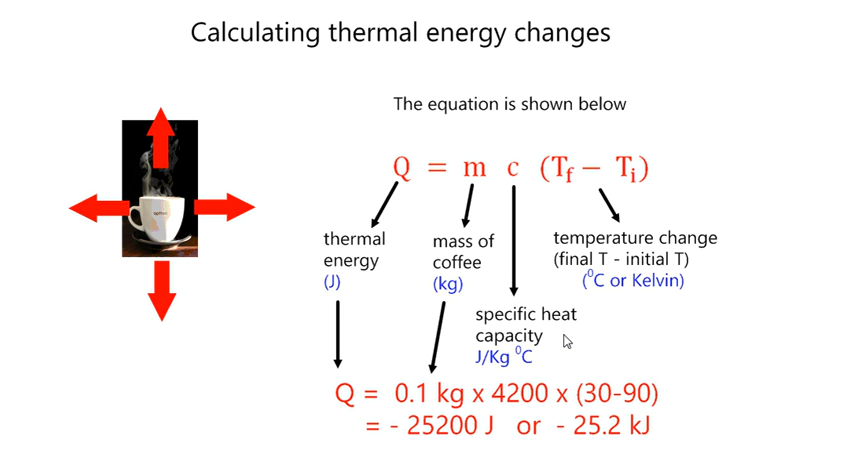 Calculating thermal energy changes
The equation is shown below
Q = m c (Tf − Ti)
thermal
energy
(J)
mass of
coffee
(kg)
specific heat
capacity
J/Kg ⁰C
temperature change
(final T - initial T)
(⁰C or Kelvin)
Q = 0.1 kg x 4200 x (30-90)
= - 25200 J or - 25.2 kJ